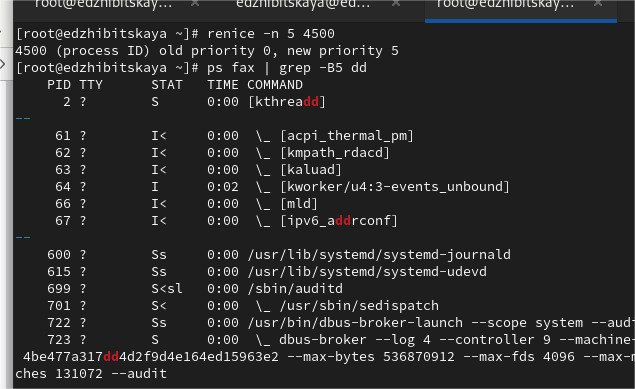 root@edzhibitskay... × edzhibitskaya@ed... × root@edzhibitskay... ×
[root@edzhibitskaya ~]# renice -n 5 4500
4500 (process ID) old priority 0, new priority 5
[root@edzhibitskaya ~]# ps fax | grep -B5 dd
    PID TTY      STAT   TIME COMMAND
      2 ?        S      0:00 [kthreadd]
--
     61 ?        I<     0:00  \_ [acpi_thermal_pm]
     62 ?        I<     0:00  \_ [kmpath_rdacd]
     63 ?        I<     0:00  \_ [kaluad]
     64 ?        I      0:02  \_ [kworker/u4:3-events_unbound]
     66 ?        I<     0:00  \_ [mld]
     67 ?        I<     0:00  \_ [ipv6_addrconf]
--
    600 ?        Ss     0:00 /usr/lib/systemd/systemd-journald
    615 ?        Ss     0:00 /usr/lib/systemd/systemd-udevd
    699 ?        S<sl   0:00 /sbin/auditd
    701 ?        S<     0:00  \_ /usr/sbin/sedispatch
    722 ?        Ss     0:00 /usr/bin/dbus-broker-launch --scope system --aud
    723 ?        S      0:00  \_ dbus-broker --log 4 --controller 9 --machine-
4be477a317dd4d2f9d4e164ed15963e2 --max-bytes 536870912 --max-fds 4096 --max-m
ches 131072 --audit